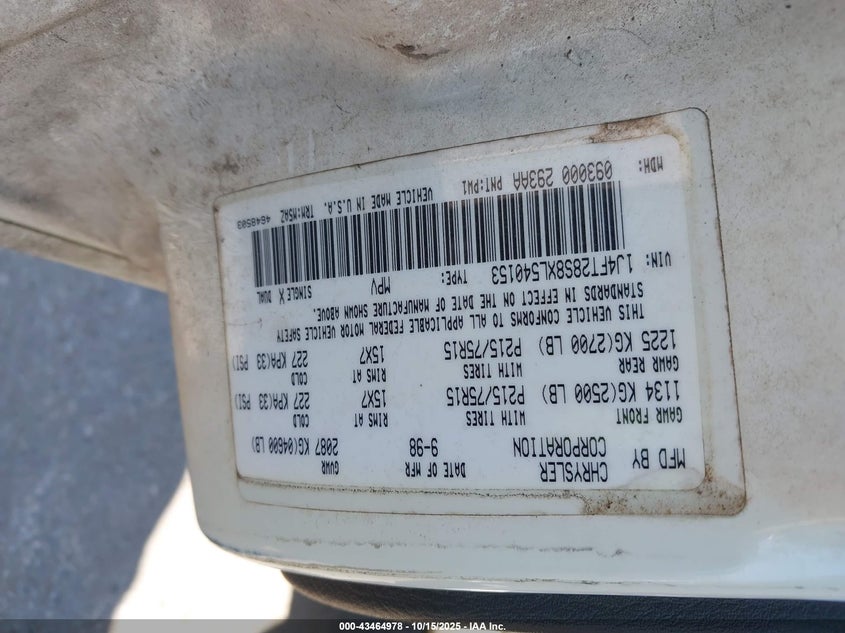 MFD BY CHRYSLER CORPORATION DATE OF MFR 9-98 GVWR 2087 KG(04600 LB)
GAWR FRONT WITH TIRES RIMS AT COLD
1134 KG(2500 LB) P215/75R15 15X7 227 KPA(33 PSI)
GAWR REAR WITH TIRES RIMS AT COLD
1225 KG(2700 LB) P215/75R15 15X7 227 KPA(33 PSI)
THIS VEHICLE CONFORMS TO ALL APPLICABLE FEDERAL MOTOR VEHICLE SAFETY
STANDARDS IN EFFECT ON THE DATE OF MANUFACTURE SHOWN ABOVE.
VIN: 1J4FT28S8XL540153 TYPE: MPV SINGLE X DUAL
MDH: 093000 293AA PNT:PW1 VEHICLE MADE IN U.S.A. TRM:MSAZ 4648503
000-43464978 - 10/15/2025 - IAA Inc.